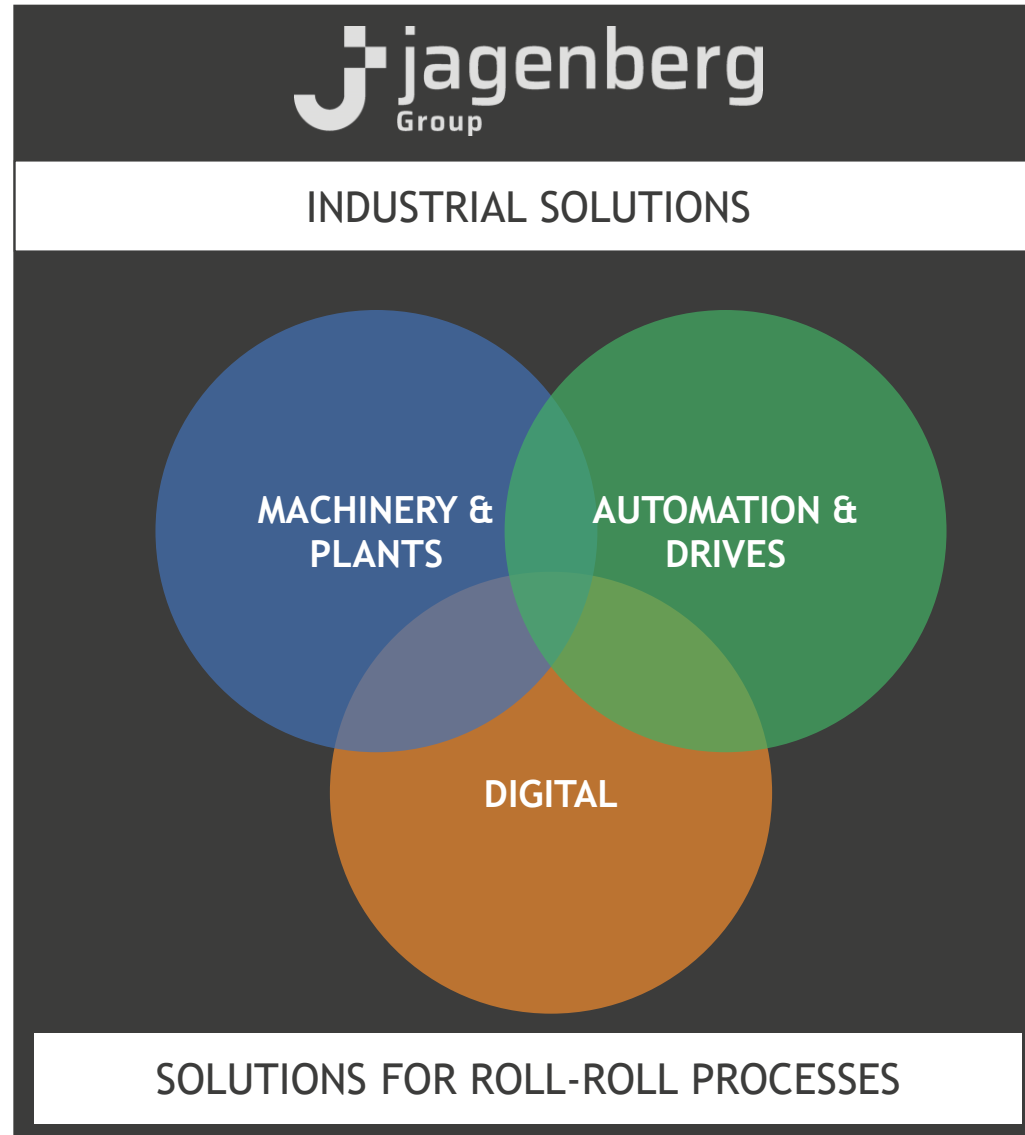 jagenberg
Group
INDUSTRIAL SOLUTIONS
MACHINERY &
PLANTS
AUTOMATION &
DRIVES
DIGITAL
SOLUTIONS FOR ROLL-ROLL PROCESSES